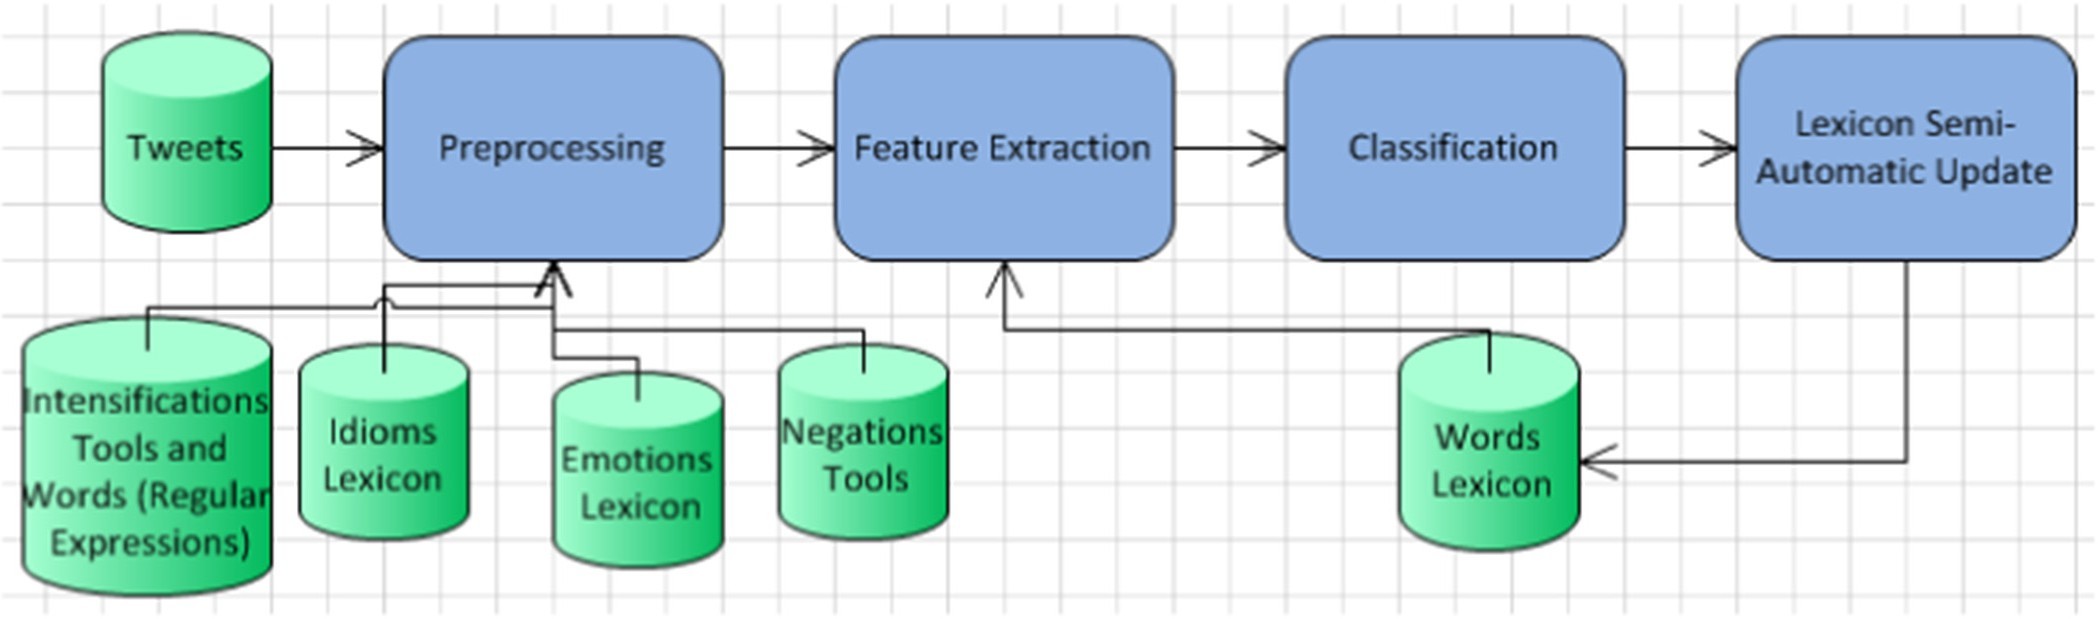 Tweets
Preprocessing
Feature Extraction
Classification
Lexicon Semi-
Automatic Update
Intensifications
Tools and
Words (Regular
Expressions)
Idioms
Lexicon
Emotions
Lexicon
Negations
Tools
Words
Lexicon